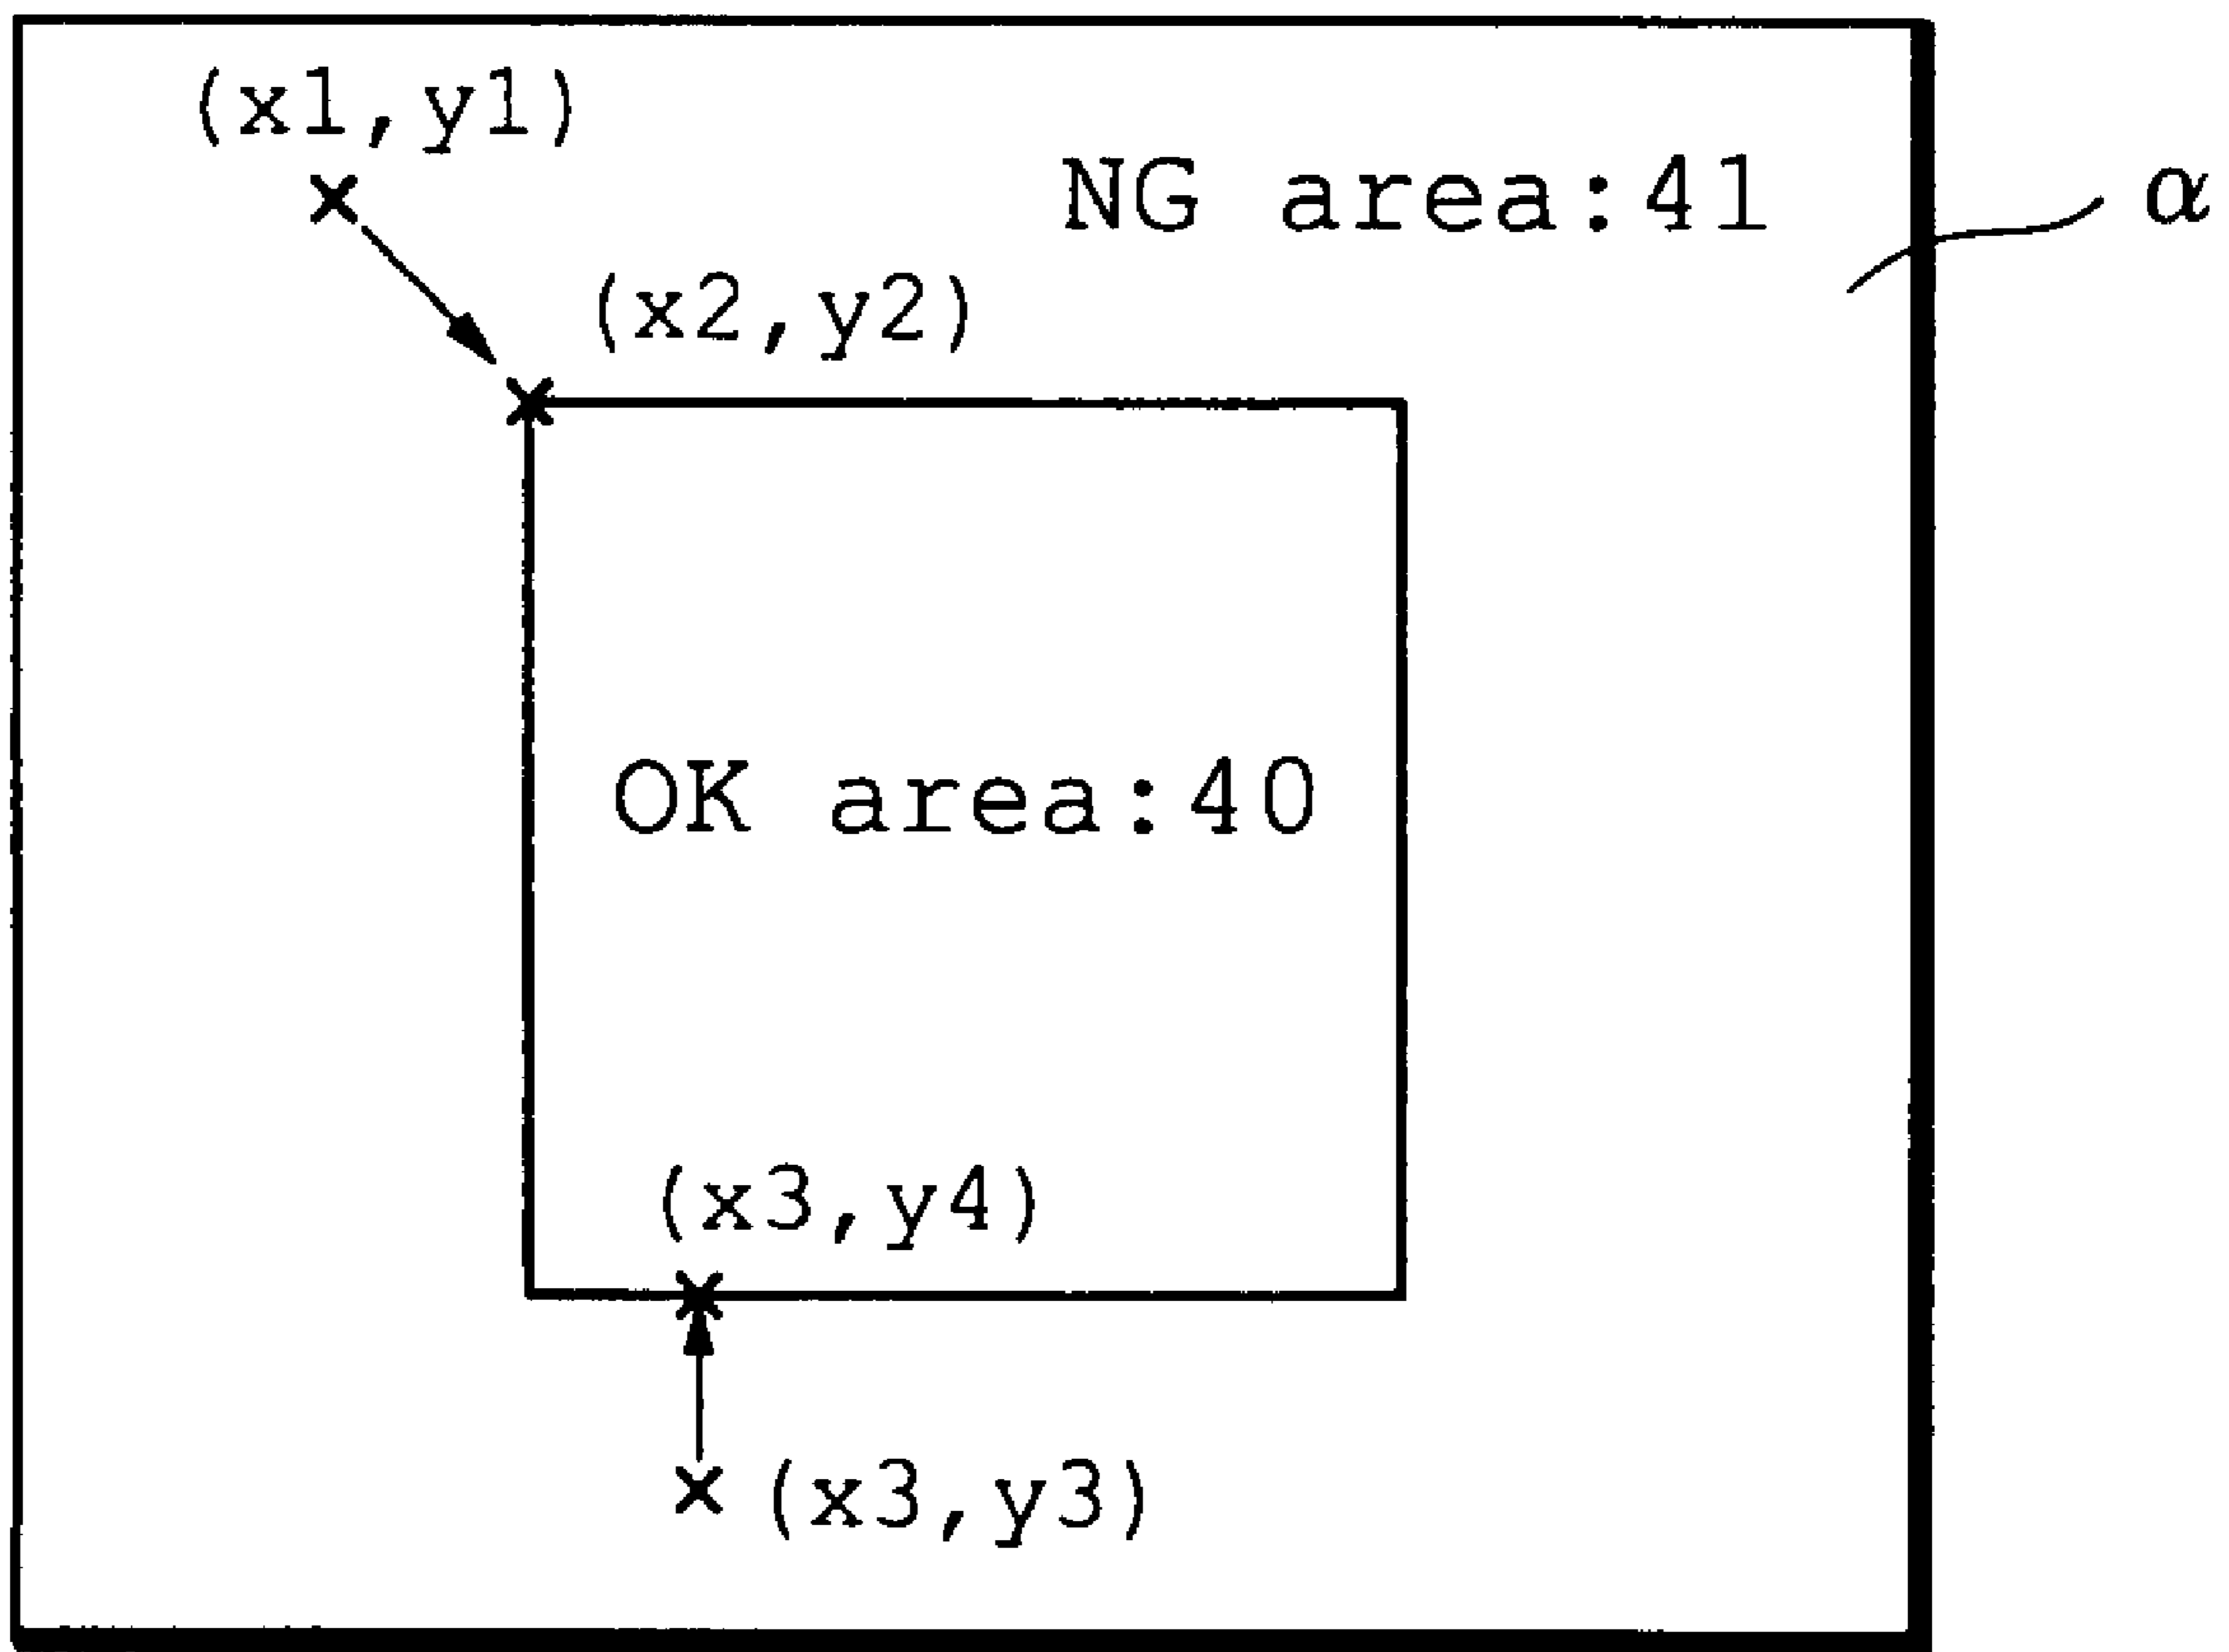 (x1,y1)
NG area:41
α
(x2,y2)
OK area:40
(x3,y4)
(x3,y3)